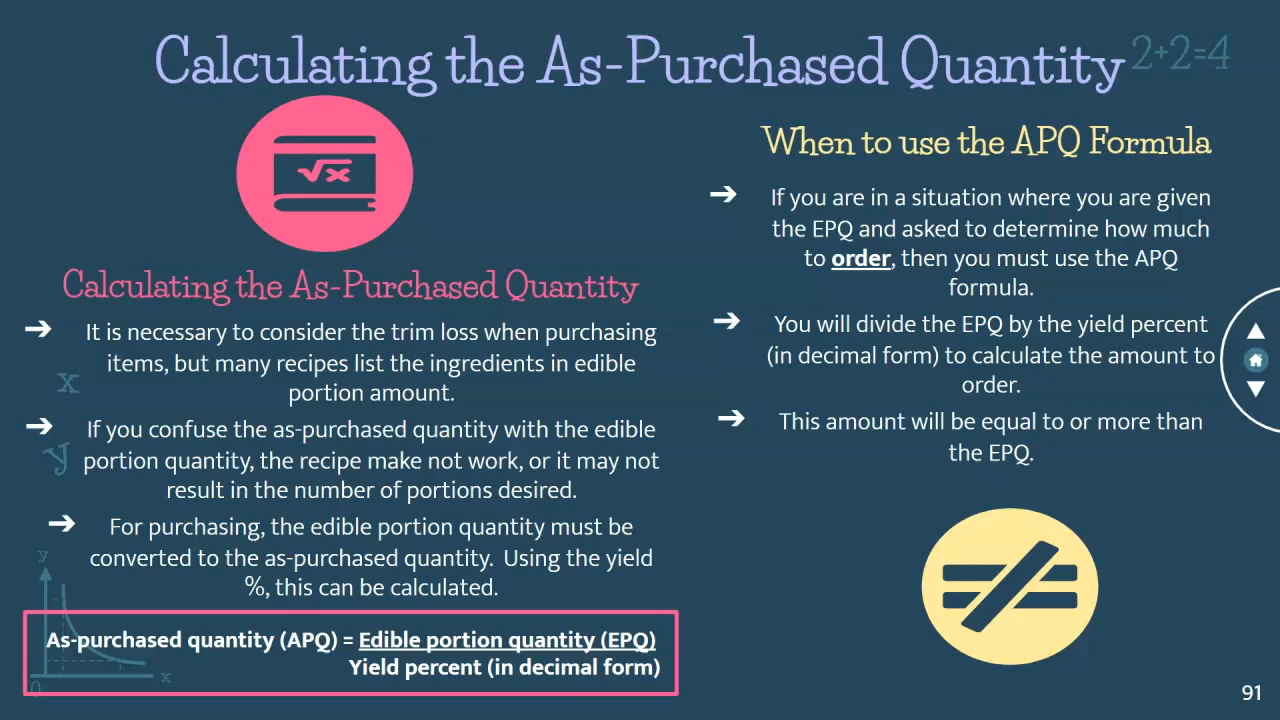 Calculating the As-Purchased Quantity
2+2=4
√x
Calculating the As-Purchased Quantity
➔ It is necessary to consider the trim loss when purchasing
items, but many recipes list the ingredients in edible
portion amount.
x
➔ If you confuse the as-purchased quantity with the edible
portion quantity, the recipe make not work, or it may not
result in the number of portions desired.
y
➔ For purchasing, the edible portion quantity must be
converted to the as-purchased quantity.  Using the yield
%, this can be calculated.
y
As-purchased quantity (APQ) = Edible portion quantity (EPQ)
Yield percent (in decimal form)
x
0
When to use the APQ Formula
➔ If you are in a situation where you are given
the EPQ and asked to determine how much
to order, then you must use the APQ
formula.
➔ You will divide the EPQ by the yield percent
(in decimal form) to calculate the amount to
order.
➔ This amount will be equal to or more than
the EPQ.
≠
91